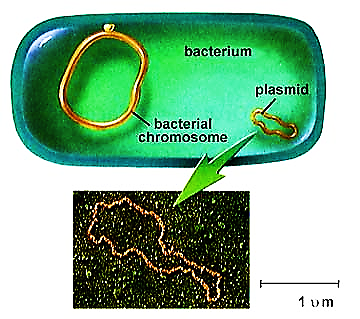 bacterium
plasmid
bacterial
chromosome
1 υm